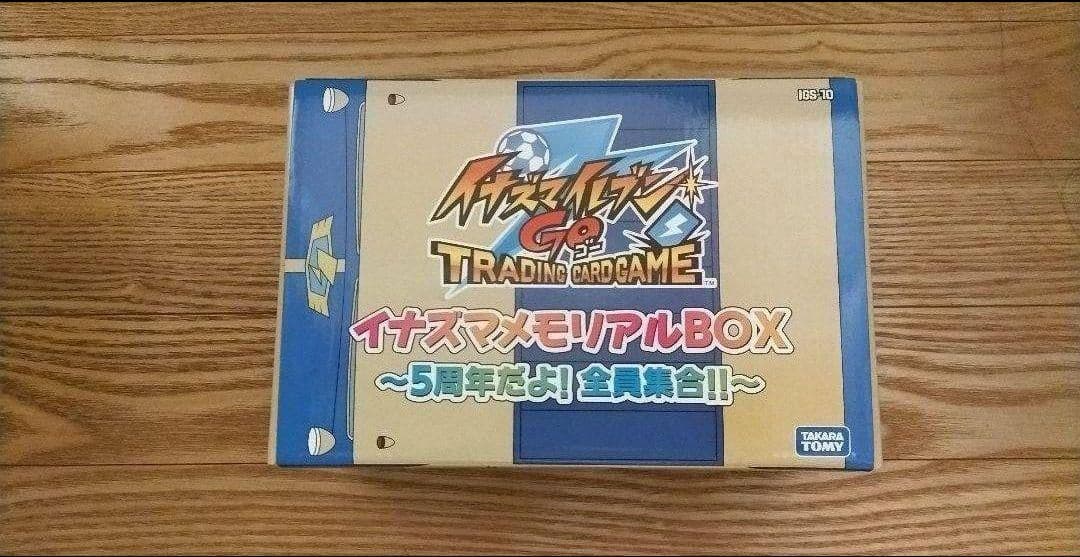 IGS-10
イナズマイレブン
GO
ゴー
TRADING CARD GAME™
イナズマメモリアルBOX
～5周年だよ! 全員集合!!～
TAKARA
TOMY